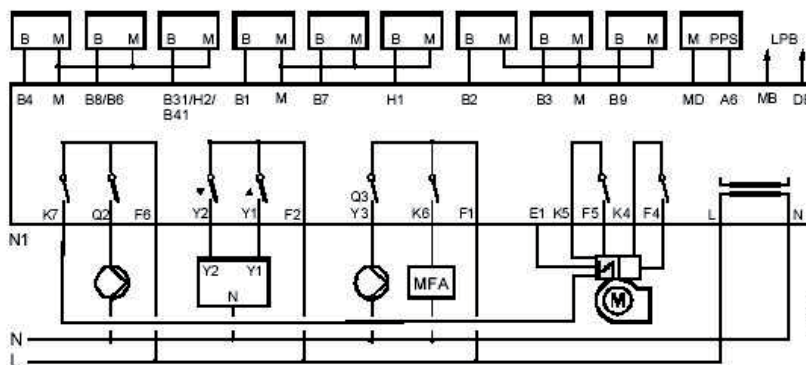 B M B M B M B M B M B M B M B M B M M PPS LPB
B4 M B8/B6 B31/H2/ B1 M B7 H1 B2 B3 M B9 MD A6 MB
B41
Q3
K7 Q2 F6 Y2 Y1 F2 Y3 K6 F1 E1 K5 F5 K4 F4 L N
N1
Y2 Y1
MFA
N
M
N
L